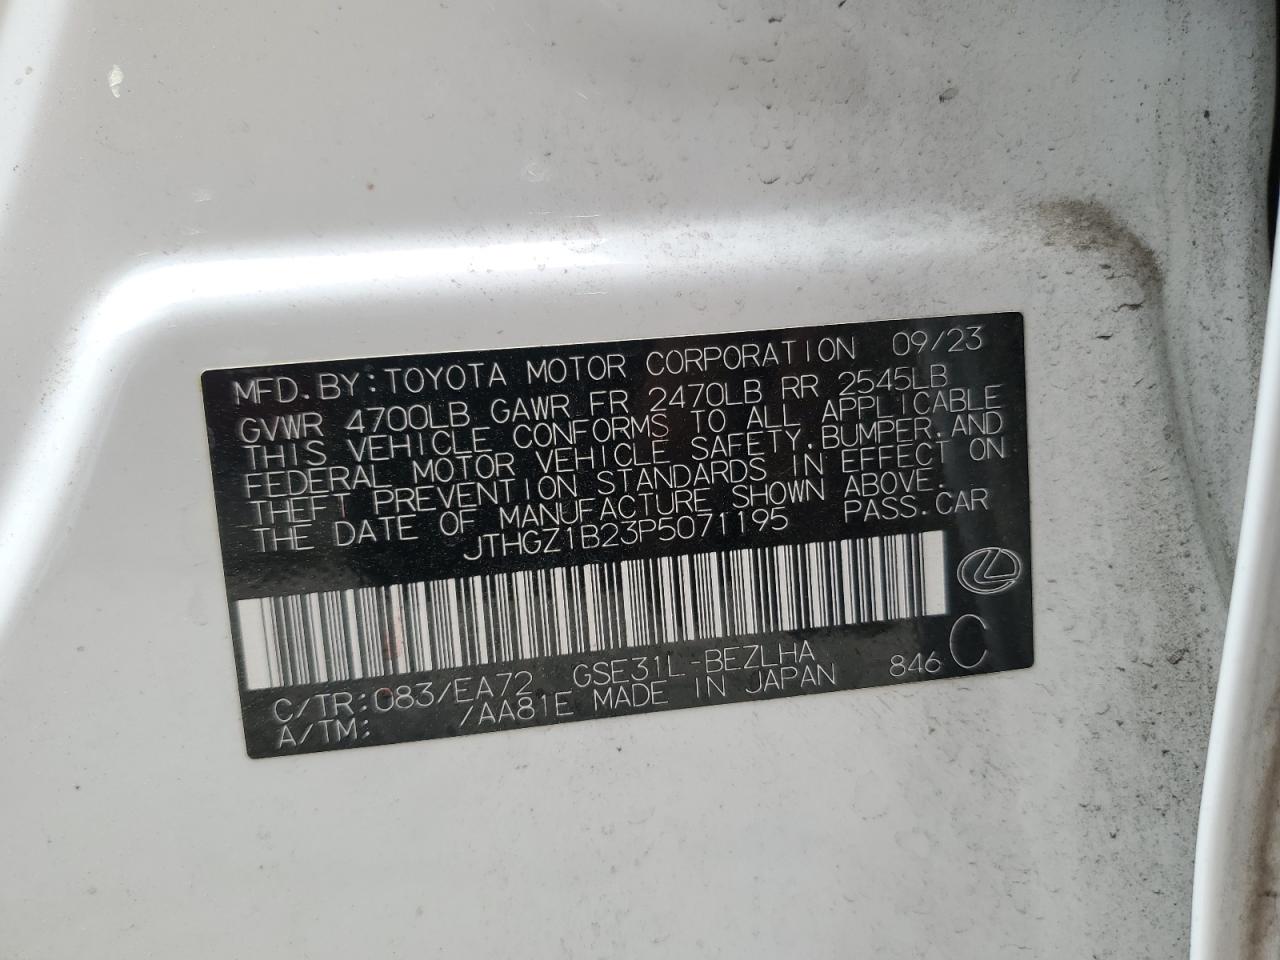 MFD. BY: TOYOTA MOTOR CORPORATION 09/23
GVWR 4700LB GAWR FR 2470LB RR 2545LB
THIS VEHICLE CONFORMS TO ALL APPLICABLE
FEDERAL MOTOR VEHICLE SAFETY, BUMPER, AND
THEFT PREVENTION STANDARDS IN EFFECT ON
THE DATE OF MANUFACTURE SHOWN ABOVE.
JTHGZ1B23P5071195 PASS. CAR
C/TR: 083/EA72 GSE31L-BEZLHA
A/TM: /AA81E MADE IN JAPAN 846 C